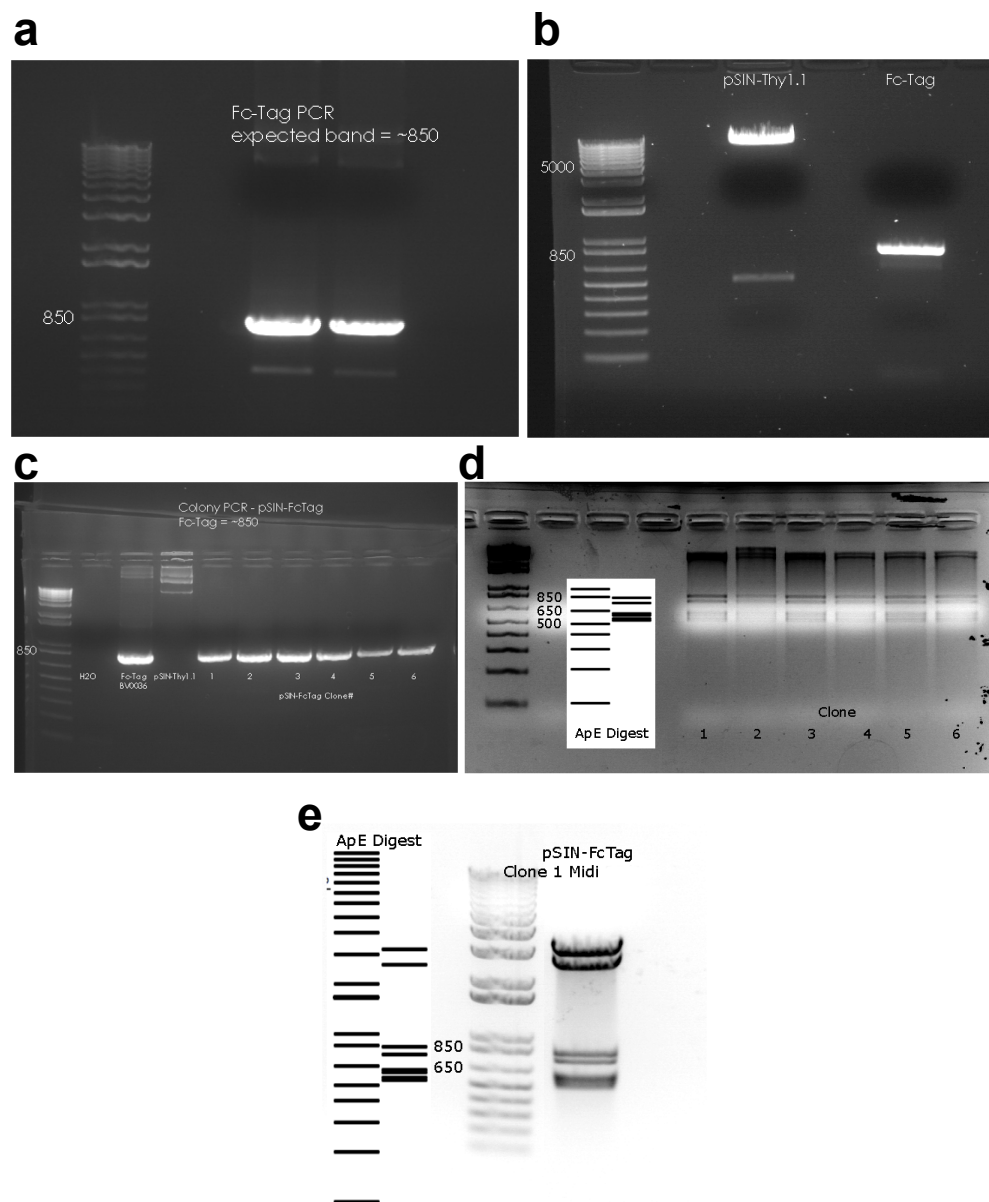 a
Fc-Tag PCR
expected band = ~850
850
b
pSIN-Thy1.1
Fc-Tag
5000
850
c
Colony PCR - pSIN-FcTag
Fc-Tag = ~850
850
H2O
Fc-Tag
BV0036
pSIN-Thy1.1
1
2
3
4
5
6
pSIN-FcTag Clone#
d
850
650
500
ApE Digest
Clone
1
2
3
4
5
6
e
ApE Digest
pSIN-FcTag
Clone 1 Midi
850
650